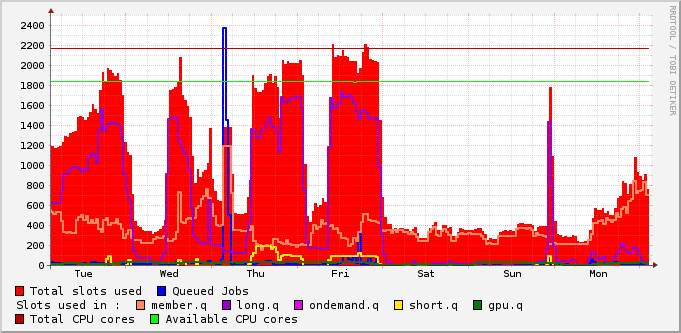 2400
2200
2000
1800
1600
1400
1200
1000
800
600
400
200
0
Tue Wed Thu Fri Sat Sun Mon
RRDTOOL / TOBI OETIKER
Total slots used Queued Jobs
Slots used in : member.q long.q ondemand.q short.q gpu.q
Total CPU cores Available CPU cores